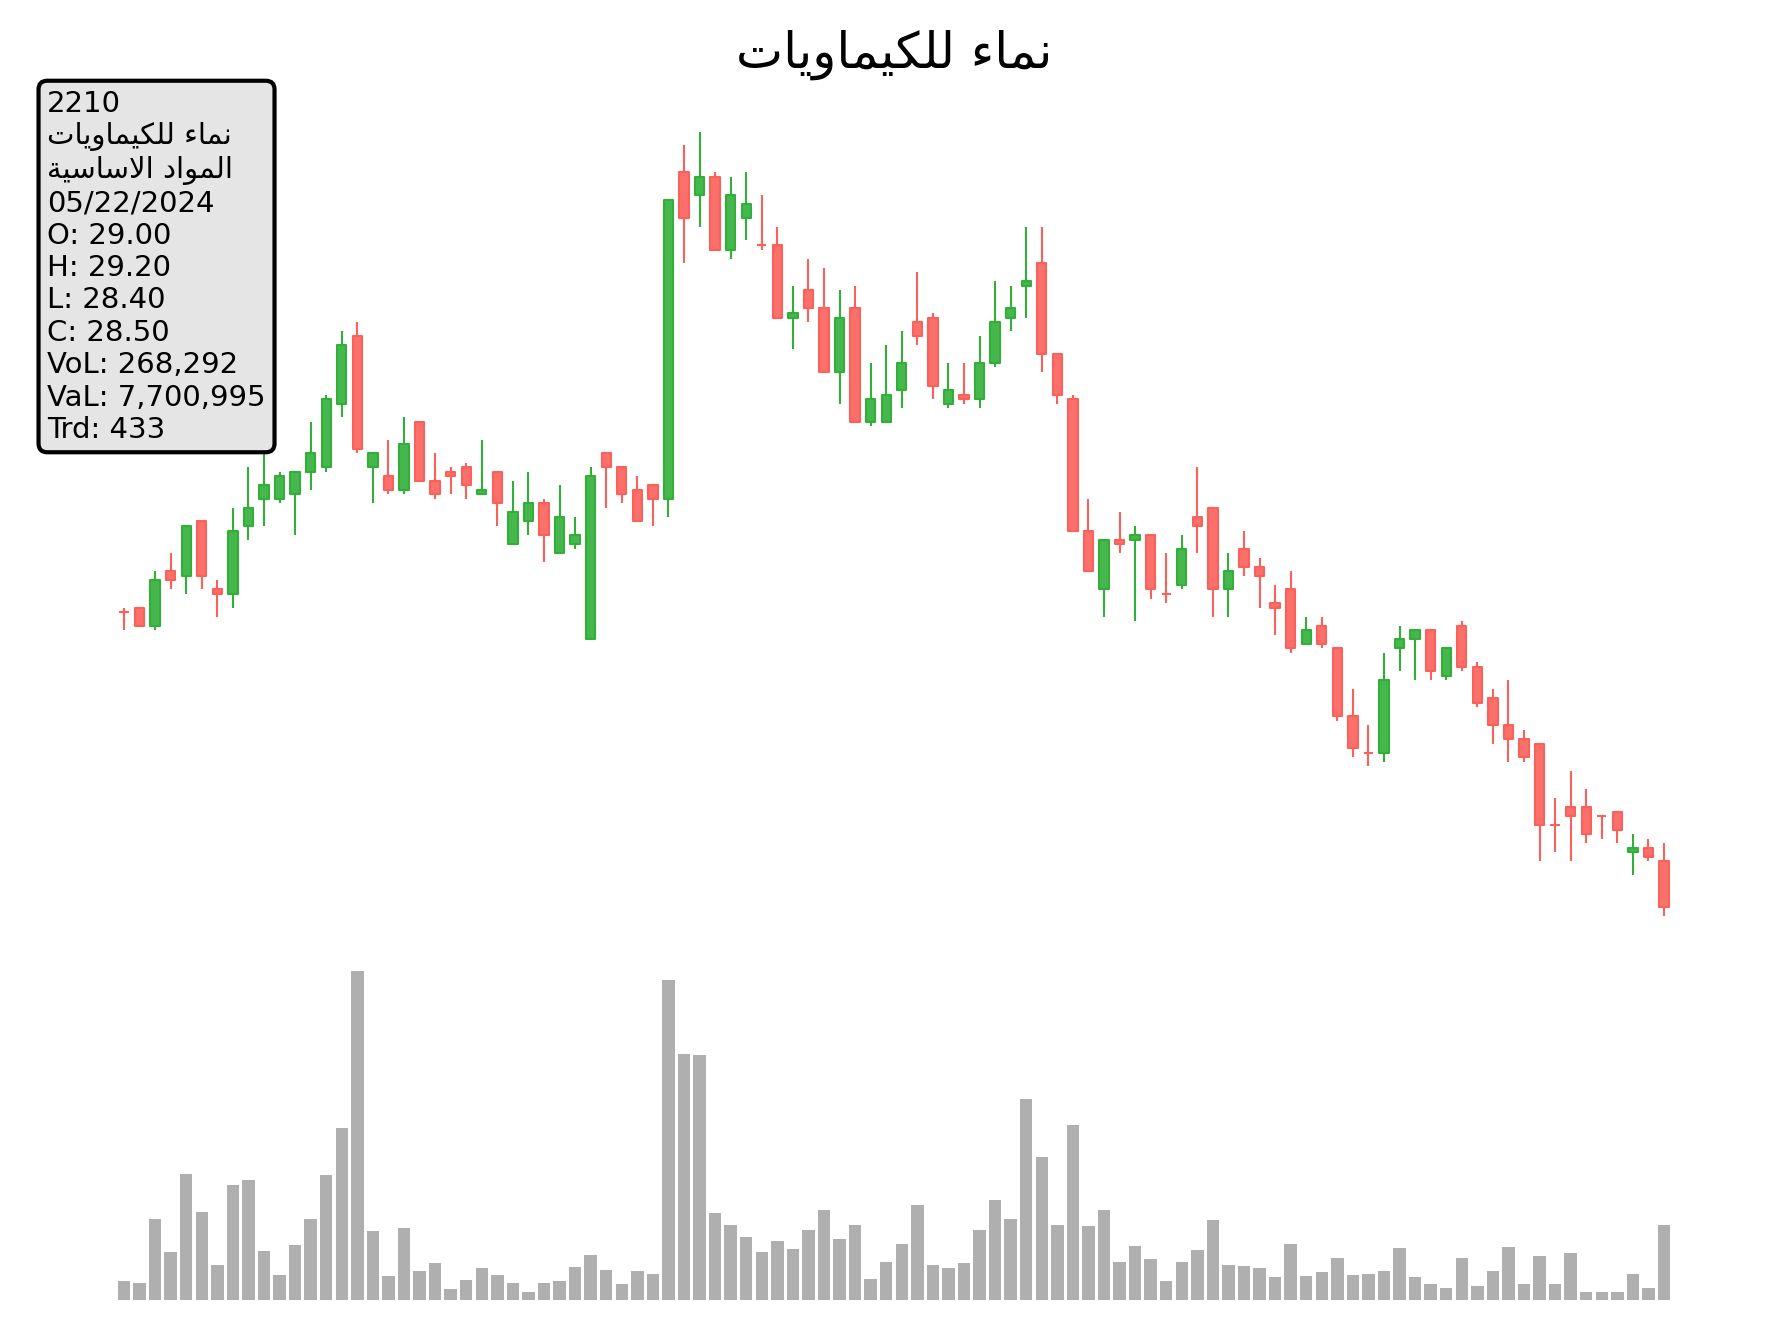 نماء للكيماويات
2210
نماء للكيماويات
المواد الاساسية
05/22/2024
O: 29.00
H: 29.20
L: 28.40
C: 28.50
VoL: 268,292
VaL: 7,700,995
Trd: 433